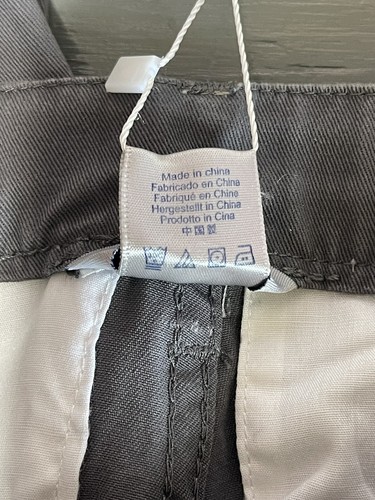 Made in china
Fabricado en China
Fabriqué en Chine
Hergestellt in China
Prodotto in Cina
中国製